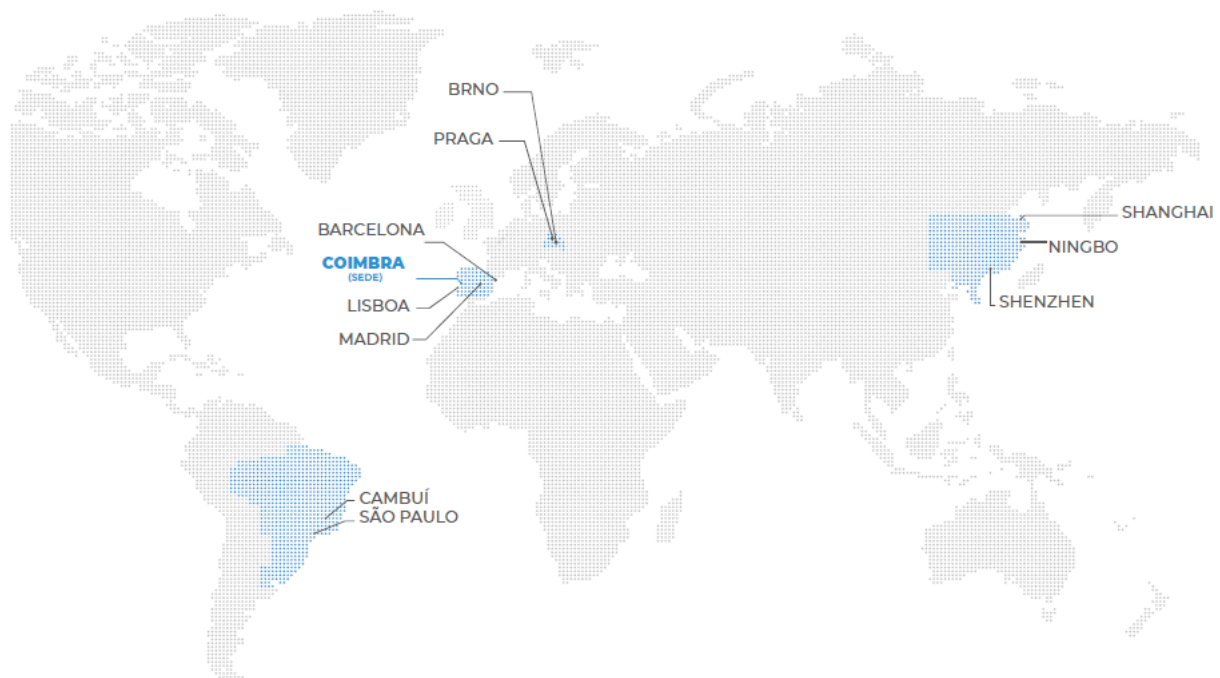 BRNO
PRAGA
SHANGHAI
BARCELONA
NINGBO
COIMBRA
(SEDE)
LISBOA
SHENZHEN
MADRID
CAMBUÍ
SÃO PAULO